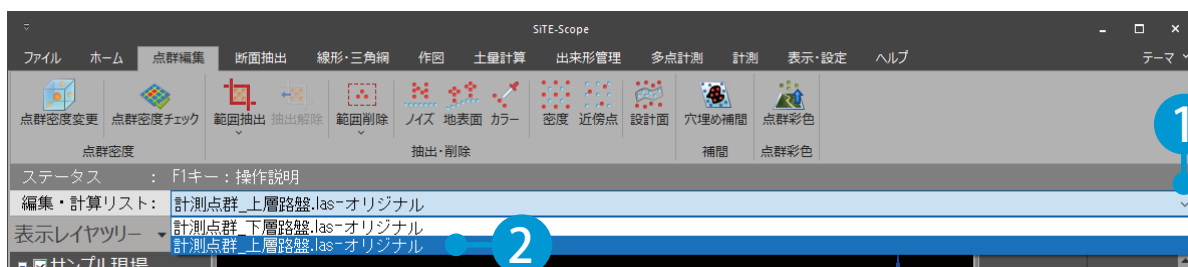 SiTE-Scope
ファイル ホーム 点群編集 断面抽出 線形・三角網 作図 土量計算 出来形管理 多点計測 計測 表示・設定 ヘルプ テーマ
点群密度変更 点群密度チェック 範囲抽出 抽出解除 範囲削除 ノイズ 地表面 カラー 密度 近傍点 設計面 穴埋め補間 点群彩色
点群密度 抽出・削除 補間 点群彩色
1
ステータス : F1キー：操作説明
編集・計算リスト: 計測点群_上層路盤.las-オリジナル
表示レイヤツリー 計測点群_下層路盤.las-オリジナル
計測点群_上層路盤.las-オリジナル 2
サンプル現場